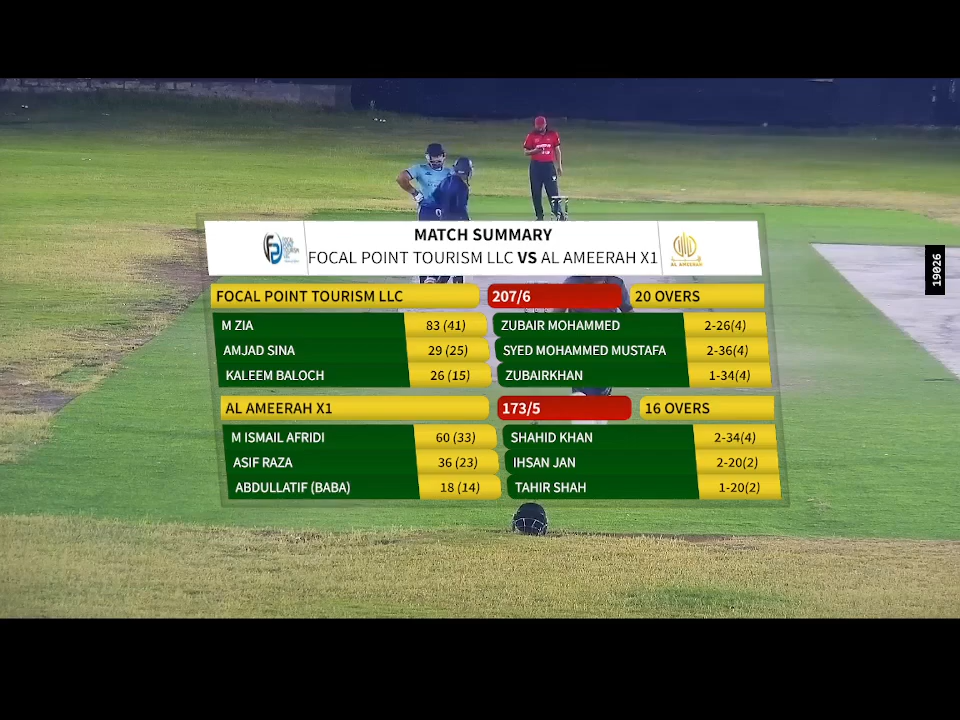 MATCH SUMMARY
FOCAL POINT TOURISM LLC VS AL AMEERAH X1
AL AMEERAH
FOCAL POINT TOURISM LLC 207/6 20 OVERS
M ZIA 83 (41) ZUBAIR MOHAMMED 2-26(4)
AMJAD SINA 29 (25) SYED MOHAMMED MUSTAFA 2-36(4)
KALEEM BALOCH 26 (15) ZUBAIRKHAN 1-34(4)
AL AMEERAH X1 173/5 16 OVERS
M ISMAIL AFRIDI 60 (33) SHAHID KHAN 2-34(4)
ASIF RAZA 36 (23) IHSAN JAN 2-20(2)
ABDULLATIF (BABA) 18 (14) TAHIR SHAH 1-20(2)
19026